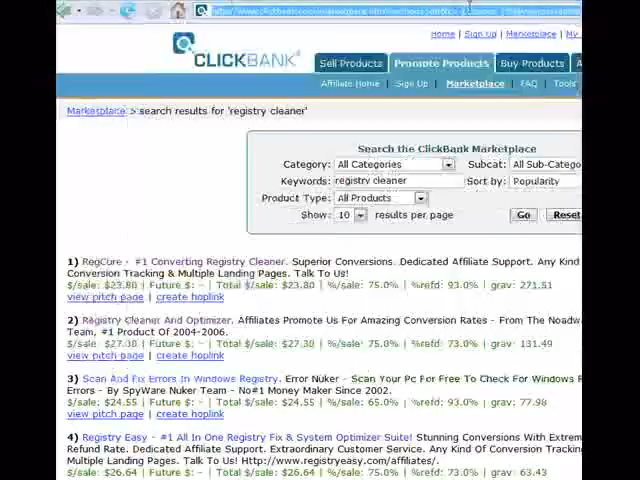 Home | Sign up | Marketplace | My
CLICKBANK
Sell Products
Promote Products
Buy Products
A
Affiliate Home | Sign Up | Marketplace | FAQ | Tools
Marketplace > search results for 'registry cleaner'
Search the ClickBank Marketplace
Category: All Categories Subcat: All Sub-Catego
Keywords: registry cleaner Sort by: Popularity
Product Type: All Products
Show: 10 results per page Go Reset
1) RegCure - #1 Converting Registry Cleaner. Superior Conversions. Dedicated Affiliate Support. Any Kind
Conversion Tracking & Multiple Landing Pages. Talk To Us!
$/sale: $23.80 | Future $: - | Total $/sale: $23.80 | %/sale: 75.0% | %refd: 93.0% | grav: 271.51
view pitch page | create hoplink
2) Registry Cleaner And Optimizer. Affiliates Promote Us For Amazing Conversion Rates - From The Noadw
Team, #1 Product Of 2004-2006.
$/sale: $27.38 | Future $: - | Total $/sale: $27.38 | %/sale: 75.0% | %refd: 73.0% | grav: 131.49
view pitch page | create hoplink
3) Scan And Fix Errors In Windows Registry. Error Nuker - Scan Your Pc For Free To Check For Windows R
Errors - By SpyWare Nuker Team - No#1 Money Maker Since 2002.
$/sale: $24.55 | Future $: - | Total $/sale: $24.55 | %/sale: 65.0% | %refd: 93.0% | grav: 77.98
view pitch page | create hoplink
4) Registry Easy - #1 All In One Registry Fix & System Optimizer Suite! Stunning Conversions With Extrem
Refund Rate. Dedicated Affiliate Support. Extraordinary Customer Service. Any Kind Of Conversion Tracking
Multiple Landing Pages. Talk To Us! Http://www.registryeasy.com/affiliates/.
$/sale: $26.64 | Future $: - | Total $/sale: $26.64 | %/sale: 75.0% | %refd: 73.0% | grav: 63.43